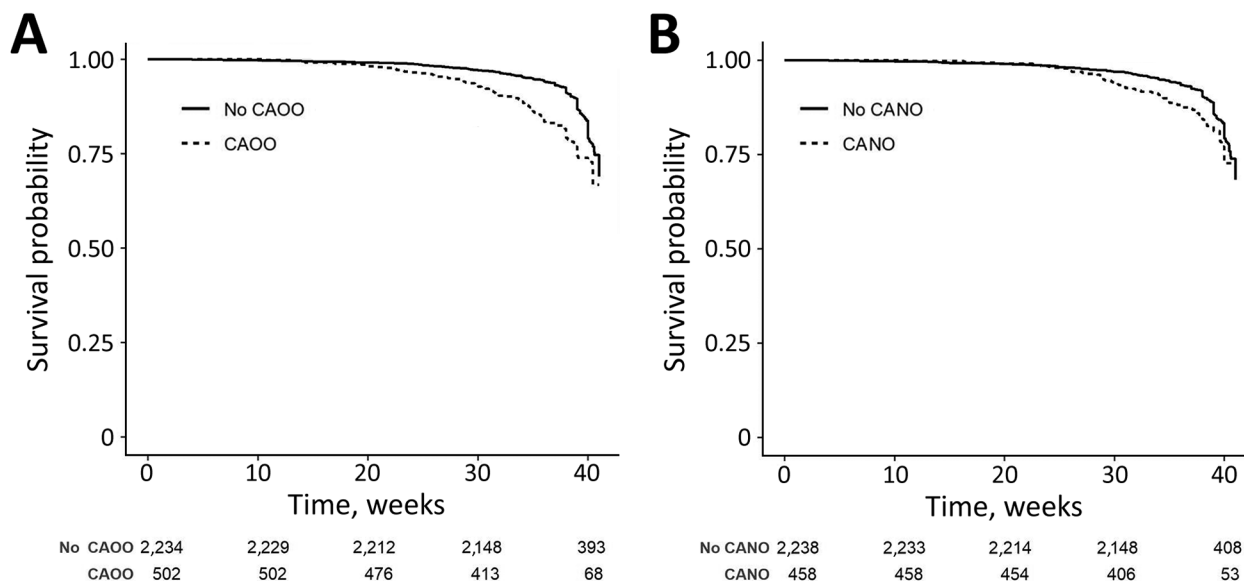 A
Survival probability
1.00
0.75
0.50
0.25
0
No CAOO
CAOO
0 10 20 30 40
Time, weeks
No CAOO 2,234 2,229 2,212 2,148 393
CAOO 502 502 476 413 68
B
Survival probability
1.00
0.75
0.50
0.25
0
No CANO
CANO
0 10 20 30 40
Time, weeks
No CANO 2,238 2,233 2,214 2,148 408
CANO 458 458 454 406 53